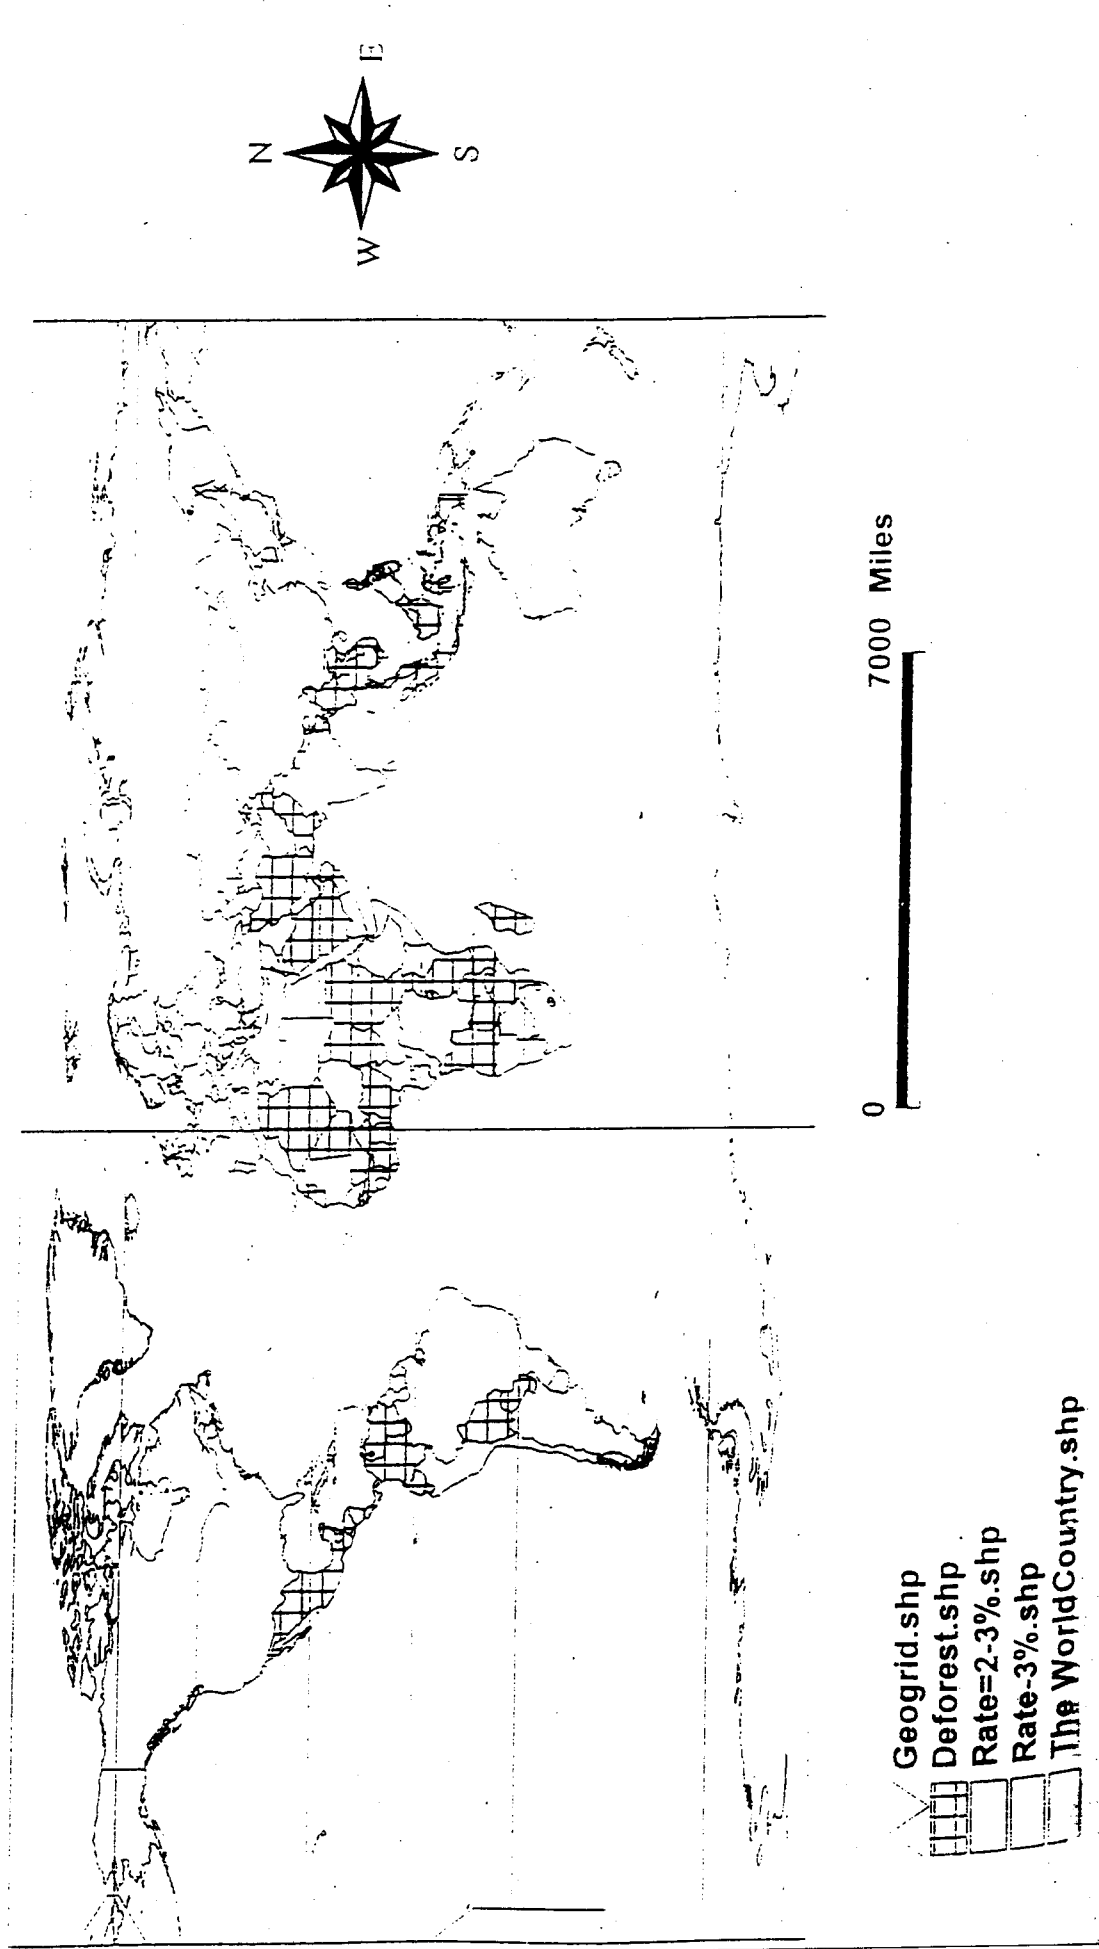 N
W
E
S
0
7000 Miles
Geogrid.shp
Deforest.shp
Rate=2-3%.shp
Rate-3%.shp
The WorldCountry.shp